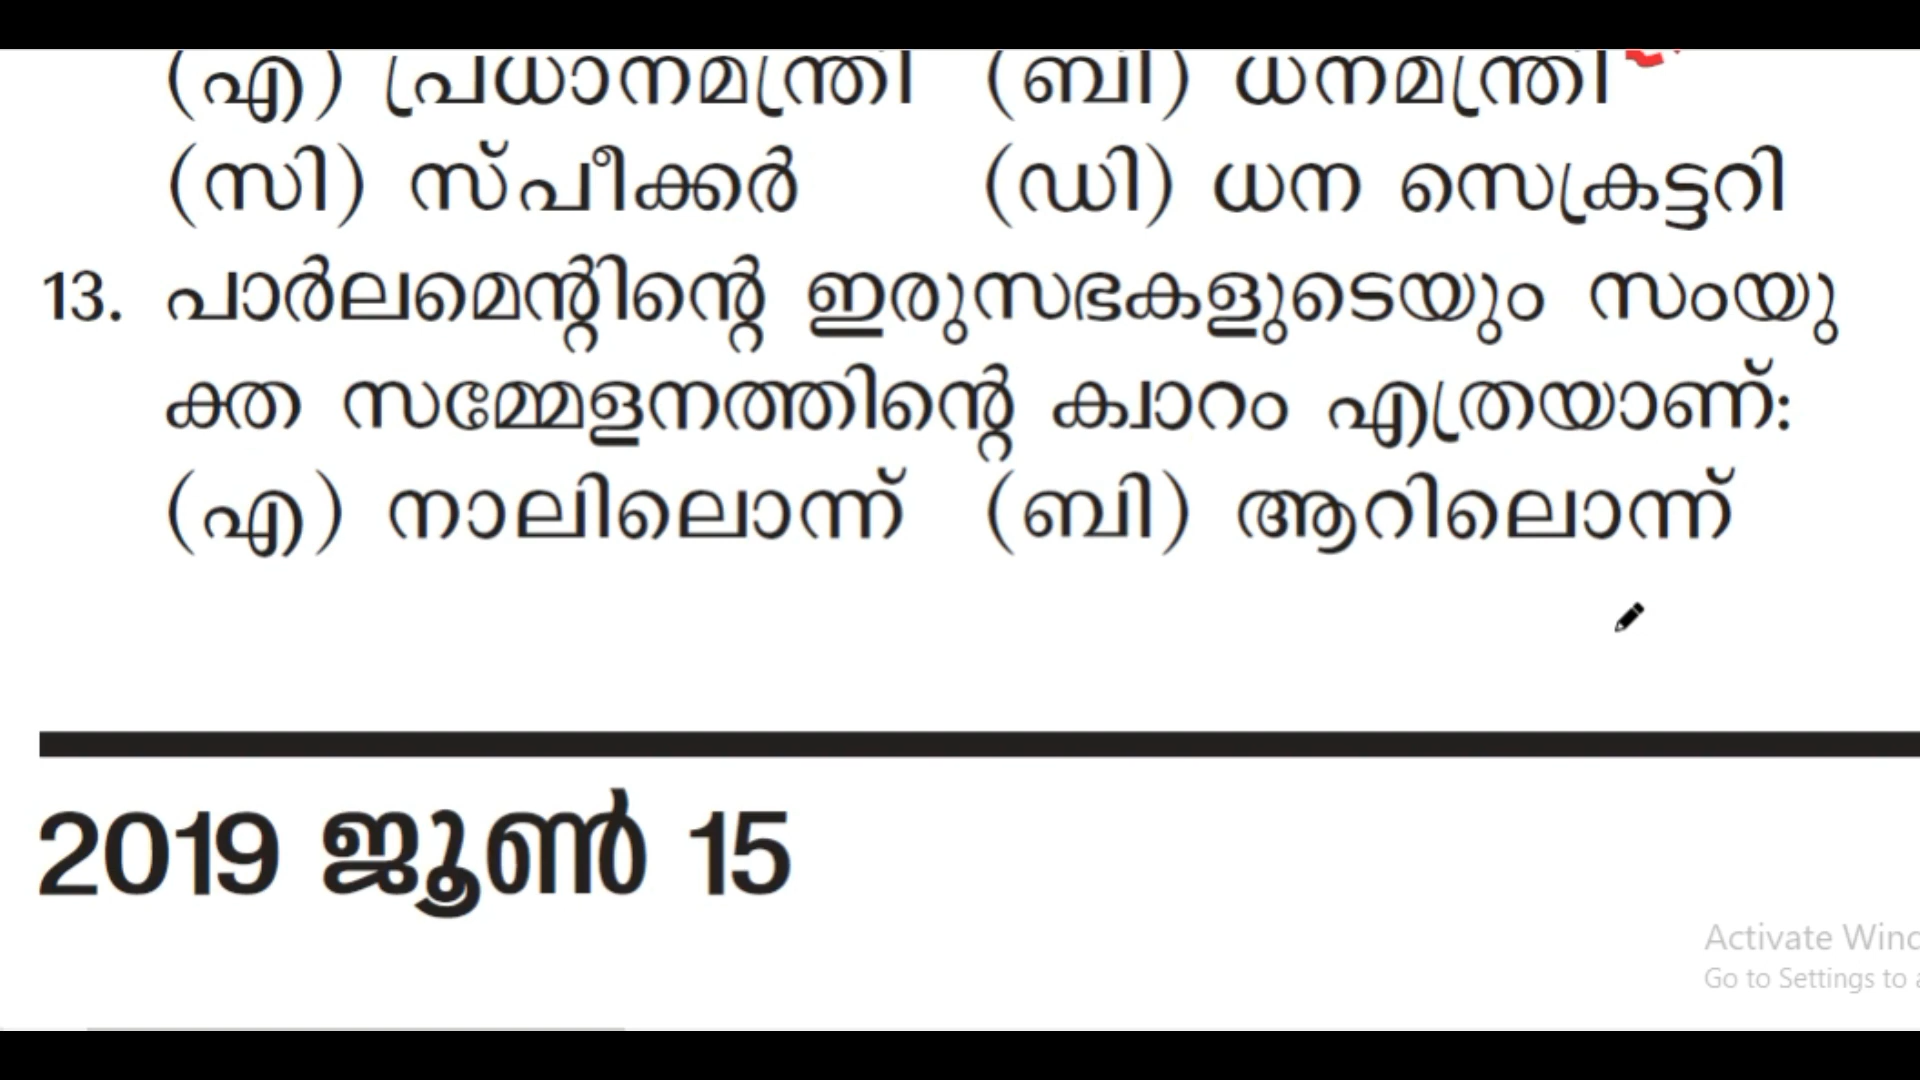 (എ) പ്രധാനമന്ത്രി (ബി) ധനമന്ത്രി
(സി) സ്പീക്കർ (ഡി) ധന സെക്രട്ടറി
13. പാർലമെന്റിന്റെ ഇരുസഭകളുടെയും സംയു
ക്ത സമ്മേളനത്തിന്റെ ക്വാറം എത്രയാണ്:
(എ) നാലിലൊന്ന് (ബി) ആറിലൊന്ന്
2019 ജൂൺ 15
Activate
Go to Settings to